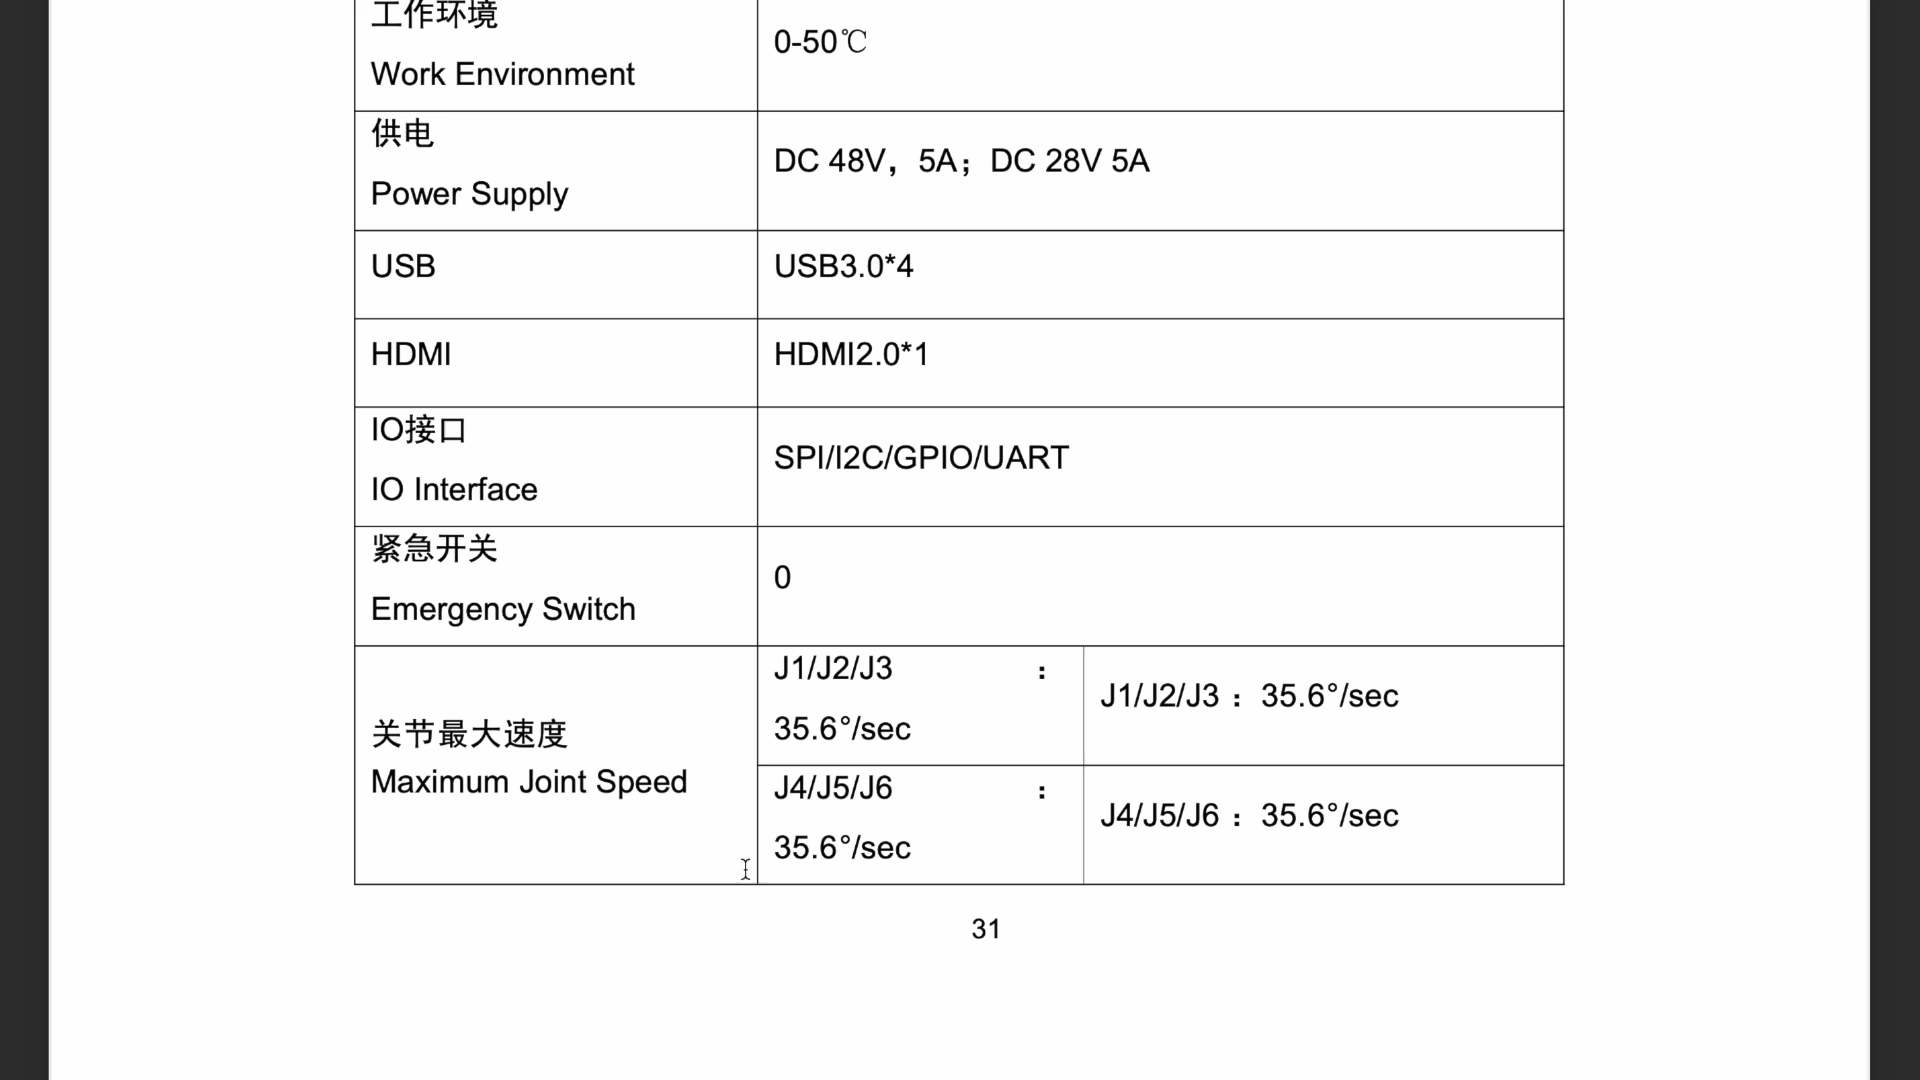 工作环境
Work Environment
0-50℃
供电
Power Supply
DC 48V，5A；DC 28V 5A
USB
USB3.0*4
HDMI
HDMI2.0*1
IO接口
IO Interface
SPI/I2C/GPIO/UART
紧急开关
Emergency Switch
0
关节最大速度
Maximum Joint Speed
J1/J2/J3 ：
35.6°/sec
J1/J2/J3 ：35.6°/sec
J4/J5/J6 ：
35.6°/sec
J4/J5/J6 ：35.6°/sec
31